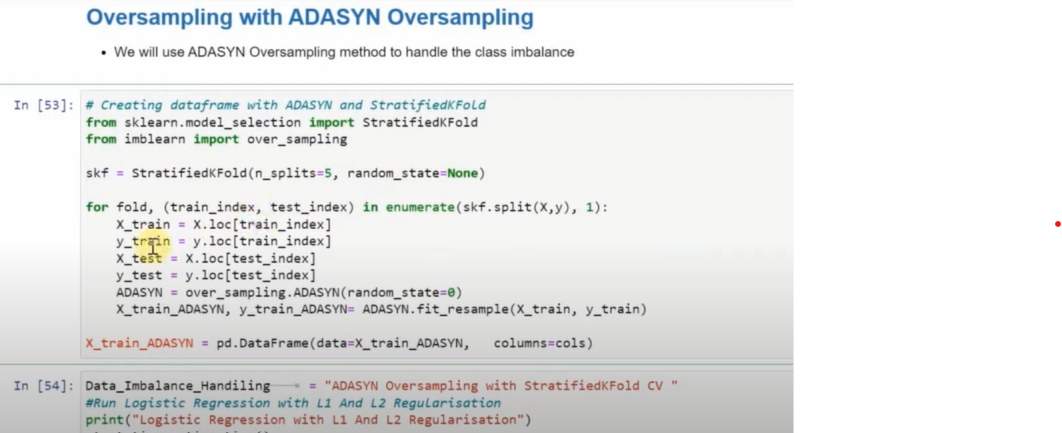 Oversampling with ADASYN Oversampling
• We will use ADASYN Oversampling method to handle the class imbalance
In [53]:
# Creating dataframe with ADASYN and StratifiedKFold
from sklearn.model_selection import StratifiedKFold
from imblearn import over_sampling
skf = StratifiedKFold(n_splits=5, random_state=None)
for fold, (train_index, test_index) in enumerate(skf.split(X,y), 1):
X_train = X.loc[train_index]
y_train = y.loc[train_index]
X_test = X.loc[test_index]
y_test = y.loc[test_index]
ADASYN = over_sampling.ADASYN(random_state=0)
X_train_ADASYN, y_train_ADASYN= ADASYN.fit_resample(X_train, y_train)
X_train_ADASYN = pd.DataFrame(data=X_train_ADASYN,   columns=cols)
In [54]:
Data_Imbalance_Handiling = "ADASYN Oversampling with StratifiedKFold CV "
#Run Logistic Regression with L1 And L2 Regularisation
print("Logistic Regression with L1 And L2 Regularisation")